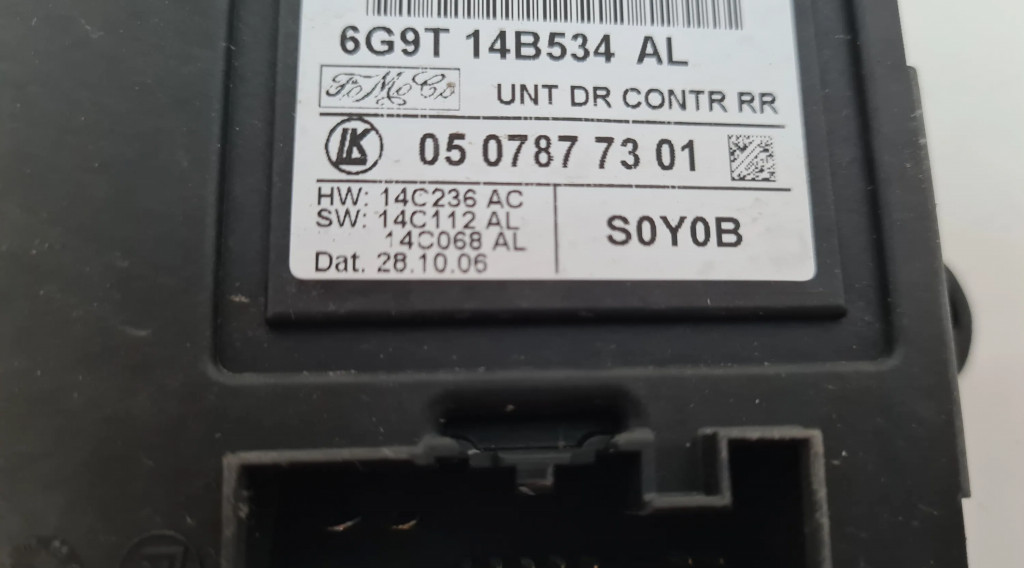 6G9T 14B534 AL
FoMoCo
UNT DR CONTR RR
LK
05 0787 73 01
HW: 14C236 AC
SW: 14C112 AL
14C068 AL
Dat. 28.10.06
S0Y0B